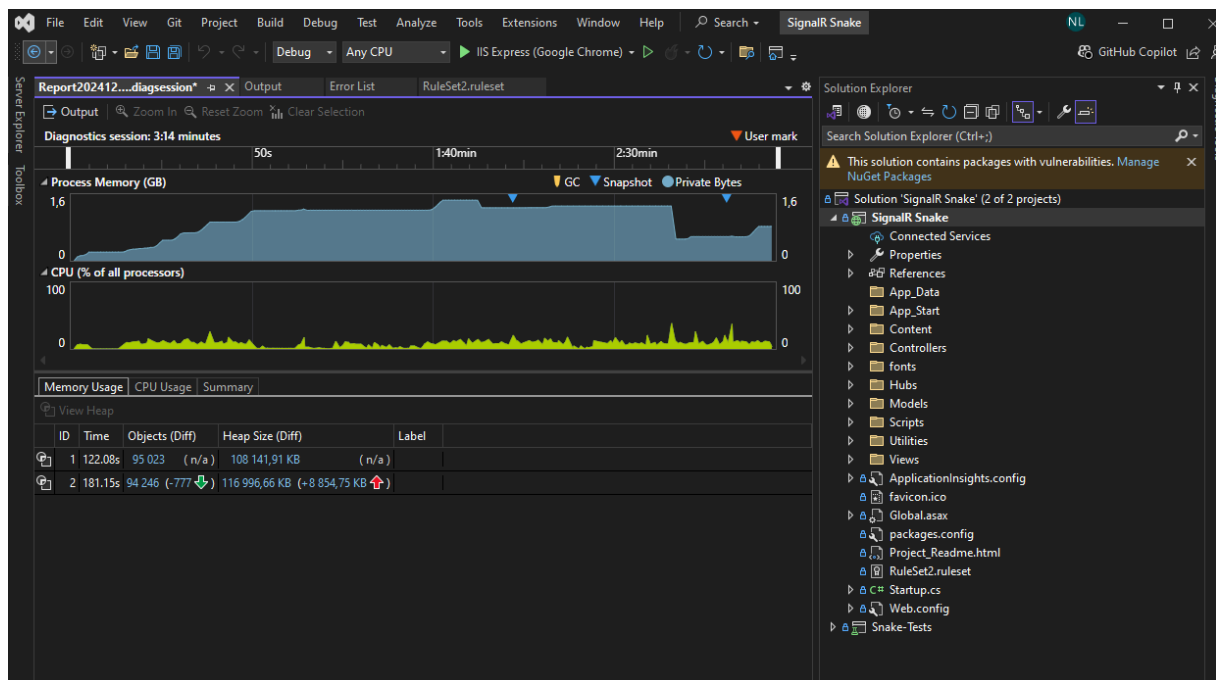 File Edit View Git Project Build Debug Test Analyze Tools Extensions Window Help Search SignalR Snake NL
Debug Any CPU IIS Express (Google Chrome) GitHub Copilot
Server Explorer
Toolbox
Report202412....diagsession* Output Error List RuleSet2.ruleset
Output Zoom In Reset Zoom Clear Selection
Diagnostics session: 3:14 minutes User mark
50s 1:40min 2:30min
Process Memory (GB) GC Snapshot Private Bytes
1,6 1,6
0 0
CPU (% of all processors)
100 100
0 0
Memory Usage CPU Usage Summary
View Heap
ID Time Objects (Diff) Heap Size (Diff) Label
1 122.08s 95 023 (n/a) 108 141,91 KB (n/a)
2 181.15s 94 246 (-777) 116 996,66 KB (+8 854,75 KB)
Solution Explorer
Search Solution Explorer (Ctrl+;)
This solution contains packages with vulnerabilities. Manage
NuGet Packages
Solution 'SignalR Snake' (2 of 2 projects)
SignalR Snake
Connected Services
Properties
References
App_Data
App_Start
Content
Controllers
fonts
Hubs
Models
Scripts
Utilities
Views
ApplicationInsights.config
favicon.ico
Global.asax
packages.config
Project_Readme.html
RuleSet2.ruleset
C# Startup.cs
Web.config
Snake-Tests